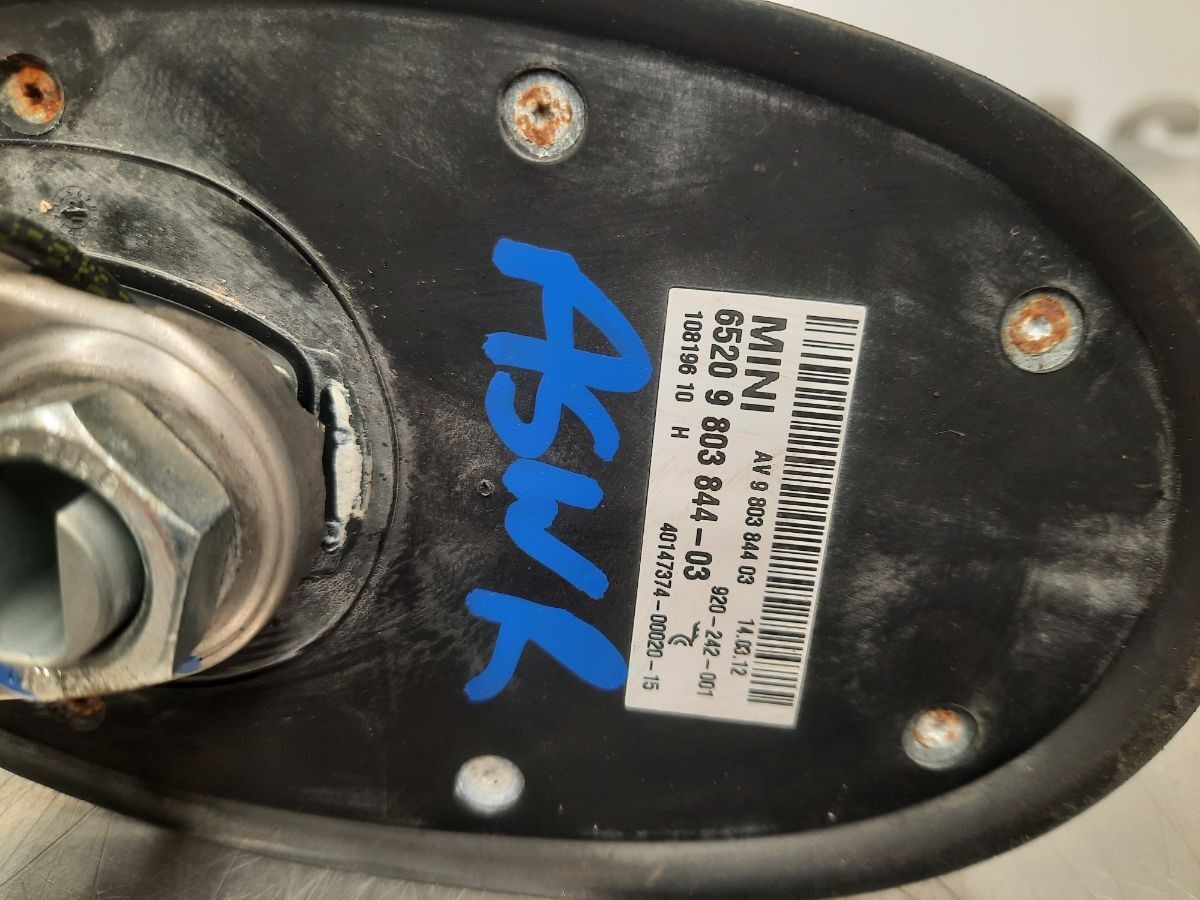 MINI AV 9 803 844 03 14.03.12
6520 9 803 844-03 920-242-001
108196 10 H 40147374-00020-15
ASWK